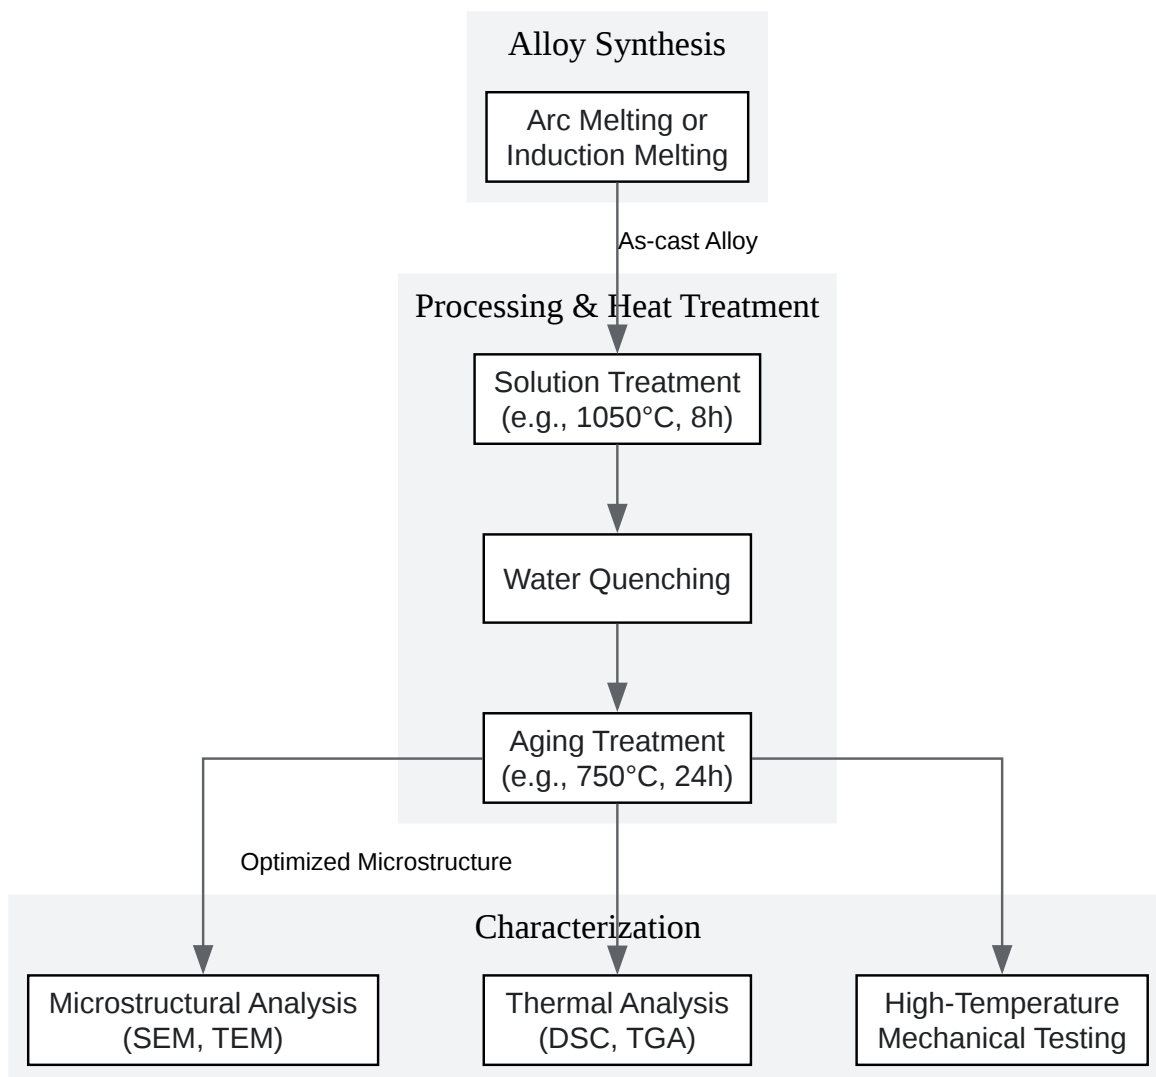 Alloy Synthesis
Arc Melting or
Induction Melting
As-cast Alloy
Processing & Heat Treatment
Solution Treatment
(e.g., 1050°C, 8h)
Water Quenching
Aging Treatment
(e.g., 750°C, 24h)
Optimized Microstructure
Characterization
Microstructural Analysis
(SEM, TEM)
Thermal Analysis
(DSC, TGA)
High-Temperature
Mechanical Testing